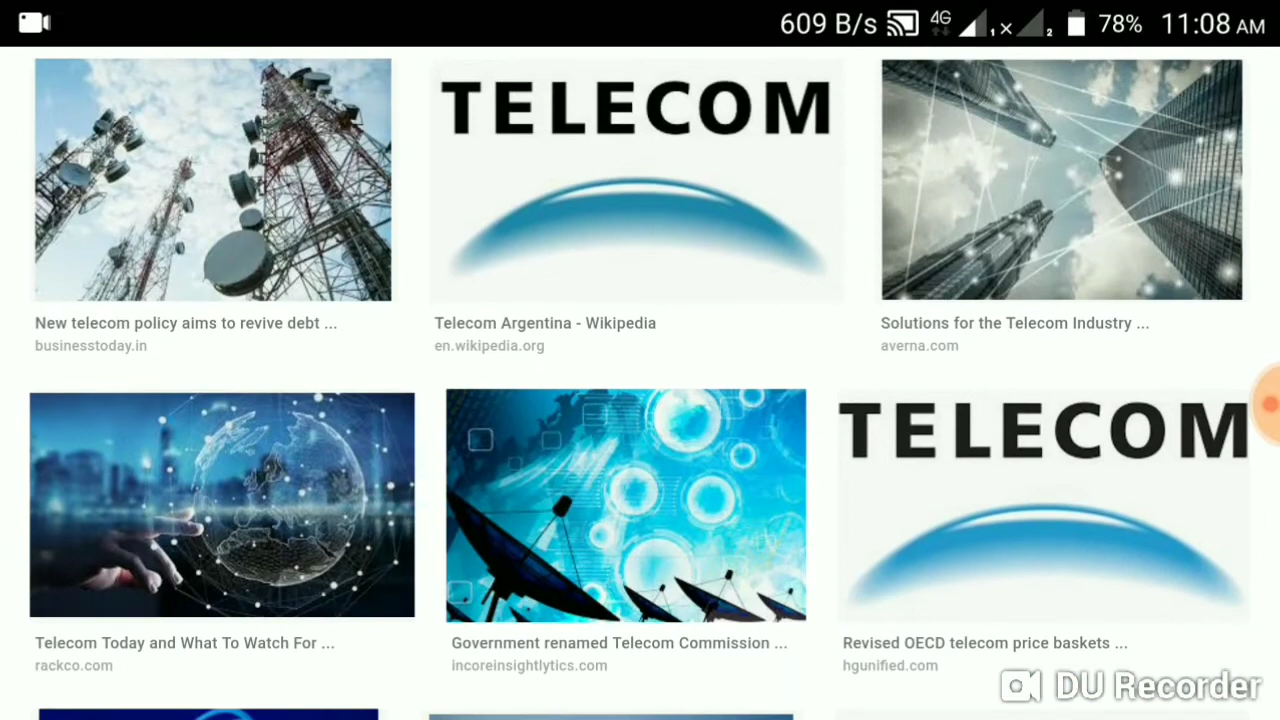 609 B/s 4G 1 x 2 78% 11:08 AM
TELECOM
New telecom policy aims to revive debt ...
businesstoday.in
Telecom Argentina - Wikipedia
en.wikipedia.org
Solutions for the Telecom Industry ...
averna.com
TELECOM
Telecom Today and What To Watch For ...
rackco.com
Government renamed Telecom Commission ...
incoreinsightlytics.com
Revised OECD telecom price baskets ...
hgunified.com
DU Recorder